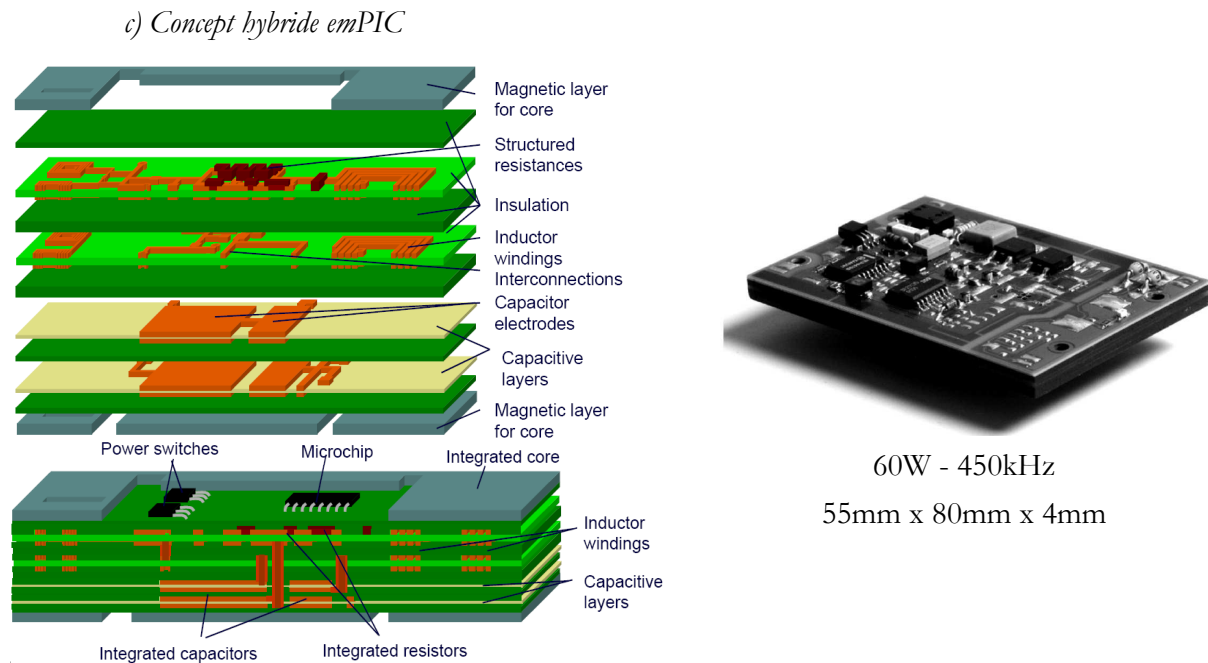 c) Concept hybride emPIC
Magnetic layer
for core
Structured
resistances
Insulation
Inductor
windings
Interconnections
Capacitor
electrodes
Capacitive
layers
Magnetic layer
for core
Power switches
Microchip
Integrated core
Inductor
windings
Capacitive
layers
Integrated capacitors
Integrated resistors
60W - 450kHz
55mm x 80mm x 4mm